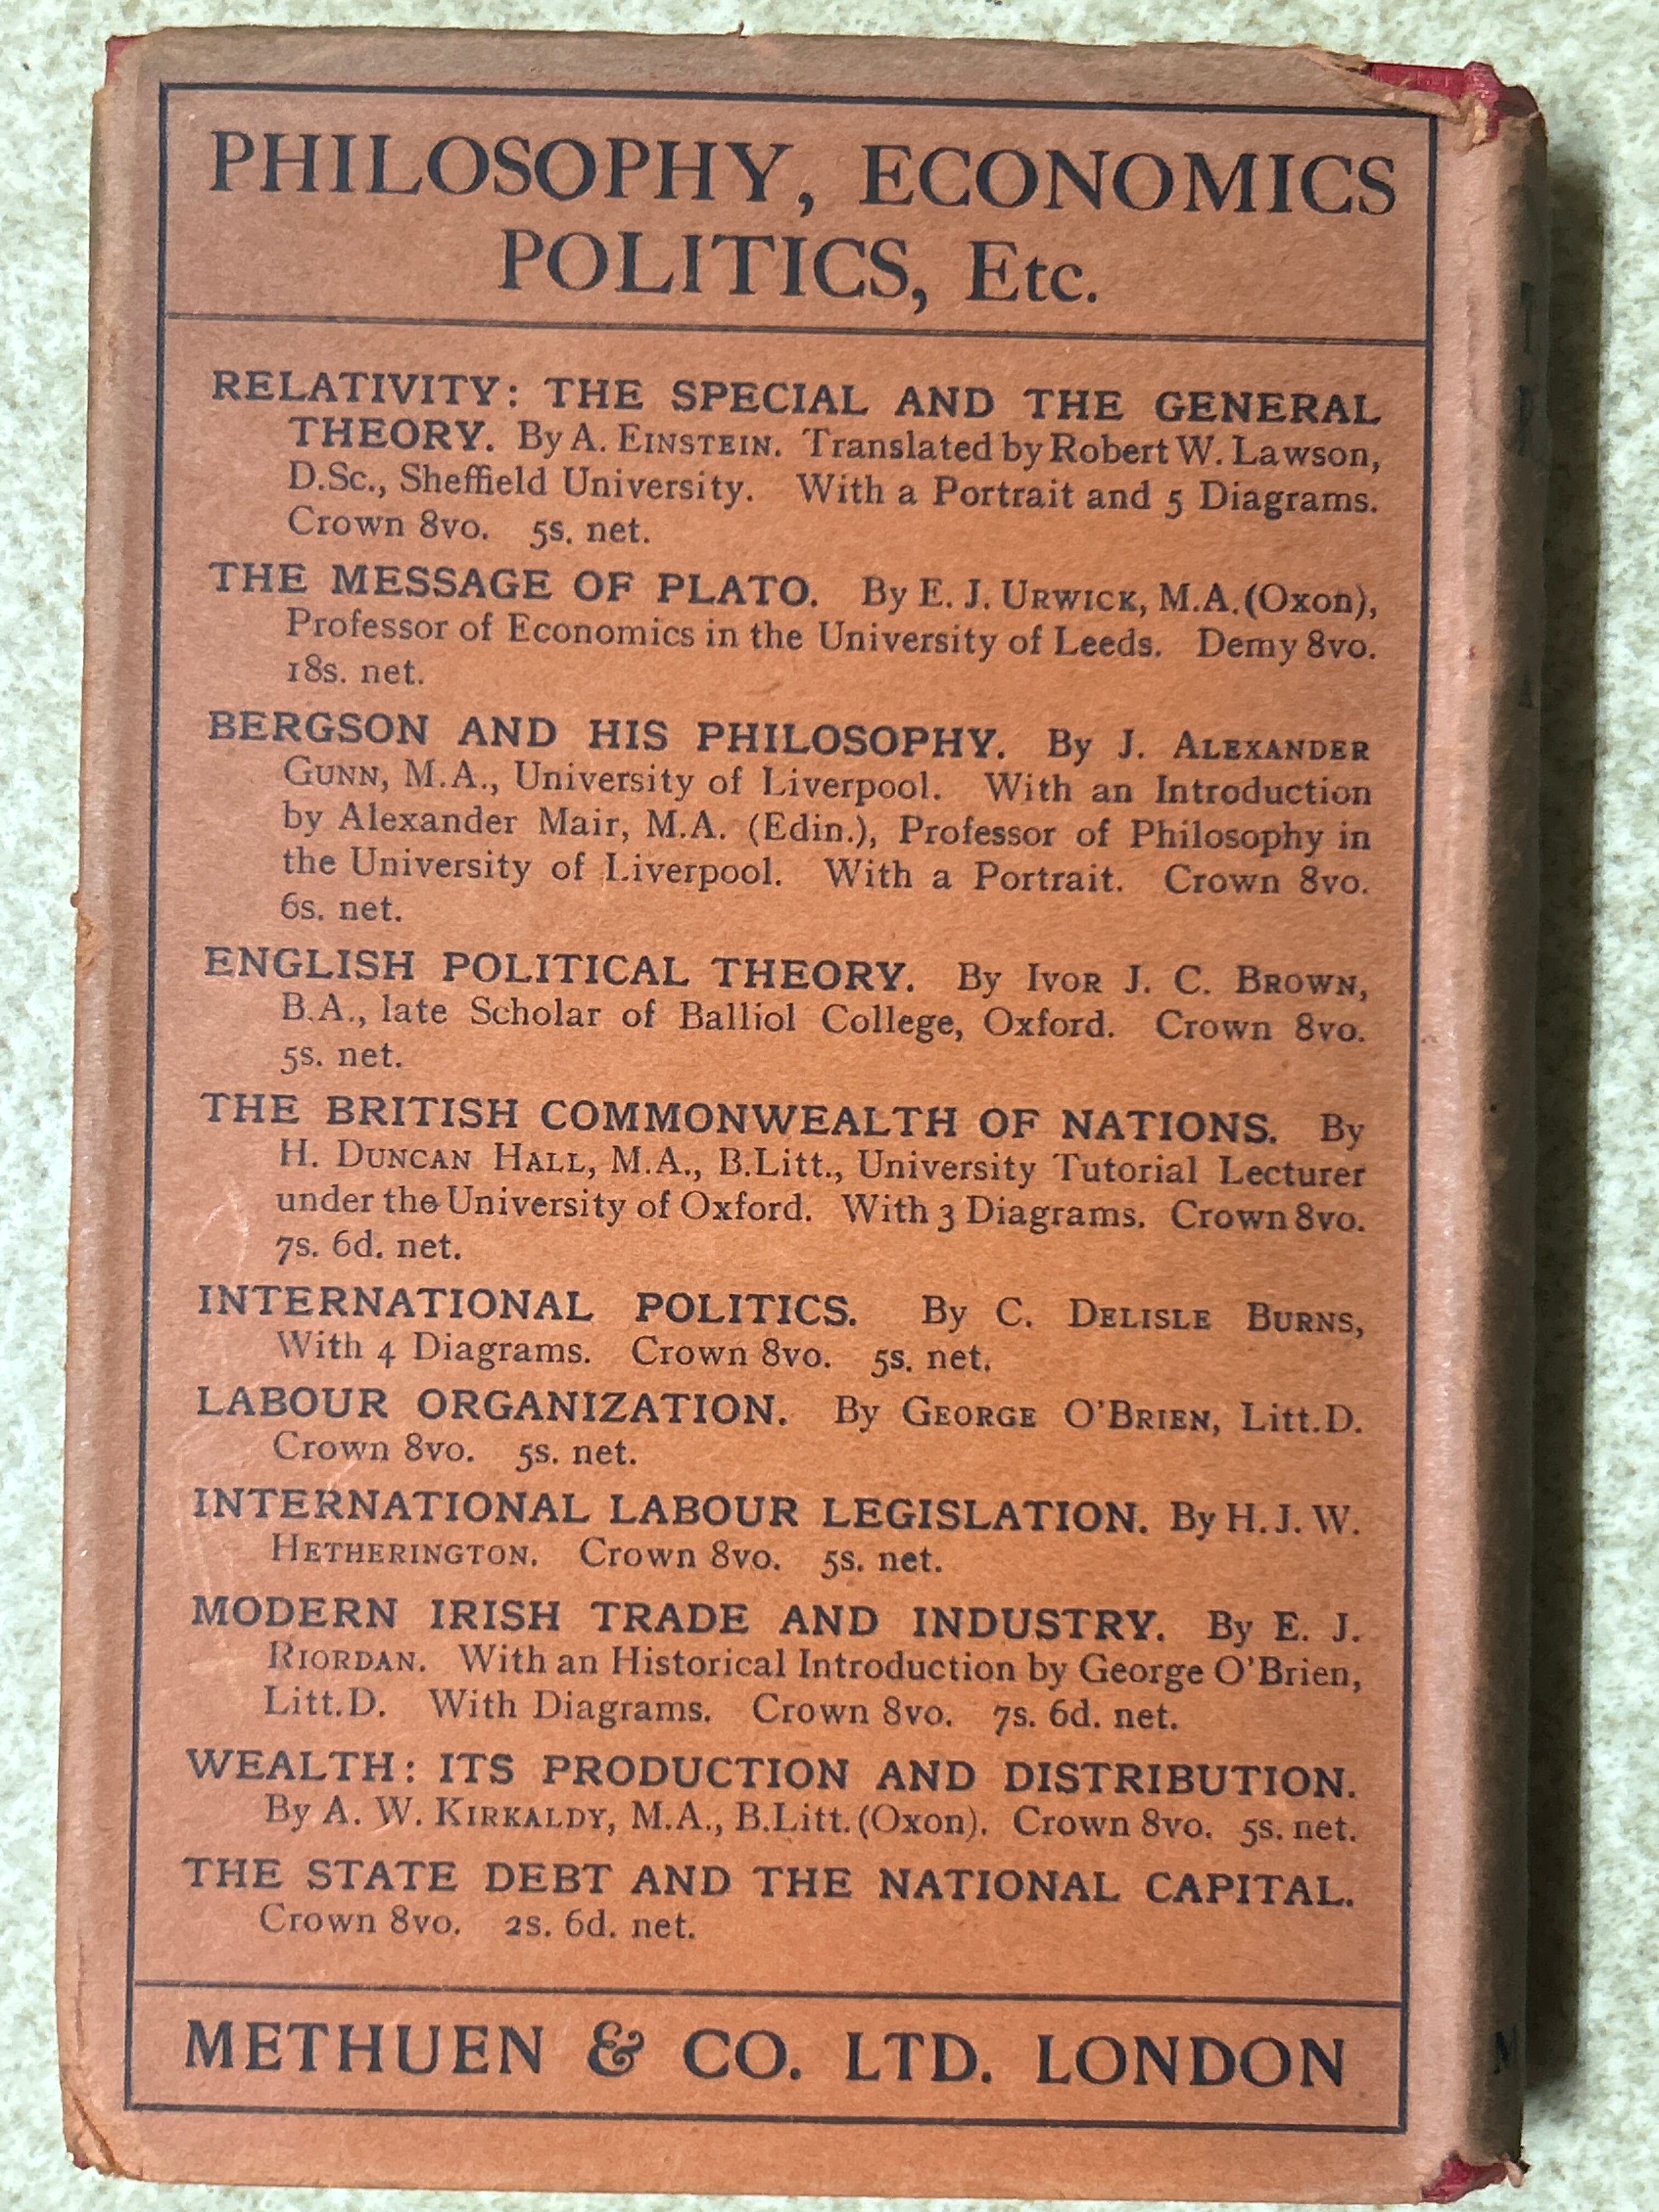 PHILOSOPHY, ECONOMICS
POLITICS, Etc.
RELATIVITY: THE SPECIAL AND THE GENERAL
THEORY. By A. EINSTEIN. Translated by Robert W. Lawson,
D.Sc., Sheffield University. With a Portrait and 5 Diagrams.
Crown 8vo. 5s. net.
THE MESSAGE OF PLATO. By E. J. URWICK, M.A.(Oxon),
Professor of Economics in the University of Leeds. Demy 8vo.
18s. net.
BERGSON AND HIS PHILOSOPHY. By J. ALEXANDER
GUNN, M.A., University of Liverpool. With an Introduction
by Alexander Mair, M.A. (Edin.), Professor of Philosophy in
the University of Liverpool. With a Portrait. Crown 8vo.
6s. net.
ENGLISH POLITICAL THEORY. By IVOR J. C. BROWN,
B.A., late Scholar of Balliol College, Oxford. Crown 8vo.
5s. net.
THE BRITISH COMMONWEALTH OF NATIONS. By
H. DUNCAN HALL, M.A., B.Litt., University Tutorial Lecturer
under the University of Oxford. With 3 Diagrams. Crown 8vo.
7s. 6d. net.
INTERNATIONAL POLITICS. By C. DELISLE BURNS,
With 4 Diagrams. Crown 8vo. 5s. net.
LABOUR ORGANIZATION. By GEORGE O'BRIEN, Litt.D.
Crown 8vo. 5s. net.
INTERNATIONAL LABOUR LEGISLATION. By H. J. W.
HETHERINGTON. Crown 8vo. 5s. net.
MODERN IRISH TRADE AND INDUSTRY. By E. J.
RIORDAN. With an Historical Introduction by George O'Brien,
Litt.D. With Diagrams. Crown 8vo. 7s. 6d. net.
WEALTH: ITS PRODUCTION AND DISTRIBUTION.
By A. W. KIRKALDY, M.A., B.Litt.(Oxon). Crown 8vo. 5s. net.
THE STATE DEBT AND THE NATIONAL CAPITAL.
Crown 8vo. 2s. 6d. net.
METHUEN & CO. LTD. LONDON